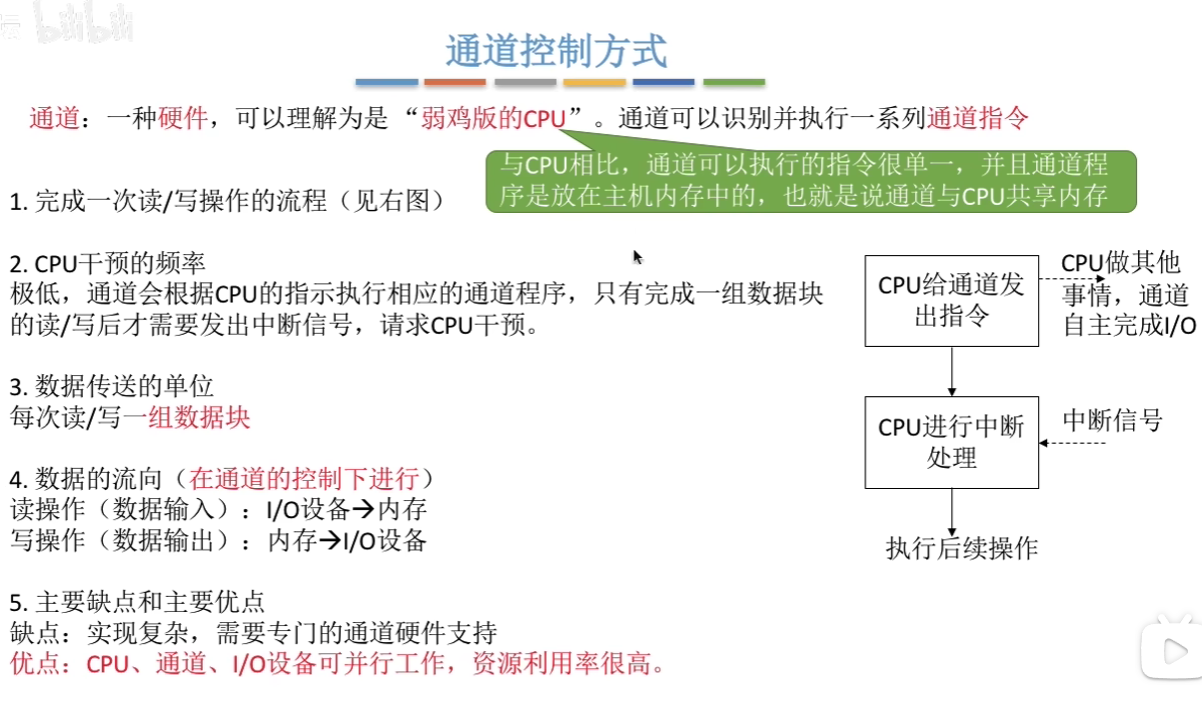 bilibili
通道控制方式
通道：一种硬件，可以理解为是“弱鸡版的CPU”。通道可以识别并执行一系列通道指令
与CPU相比，通道可以执行的指令很单一，并且通道程
序是放在主机内存中的，也就是说通道与CPU共享内存
1. 完成一次读/写操作的流程（见右图）
2. CPU干预的频率
极低，通道会根据CPU的指示执行相应的通道程序，只有完成一组数据块
的读/写后才需要发出中断信号，请求CPU干预。
3. 数据传送的单位
每次读/写一组数据块
4. 数据的流向（在通道的控制下进行）
读操作（数据输入）：I/O设备→内存
写操作（数据输出）：内存→I/O设备
5. 主要缺点和主要优点
缺点：实现复杂，需要专门的通道硬件支持
优点：CPU、通道、I/O设备可并行工作，资源利用率很高。
CPU给通道发
出指令
CPU做其他
事情，通道
自主完成I/O
CPU进行中断
处理
中断信号
执行后续操作